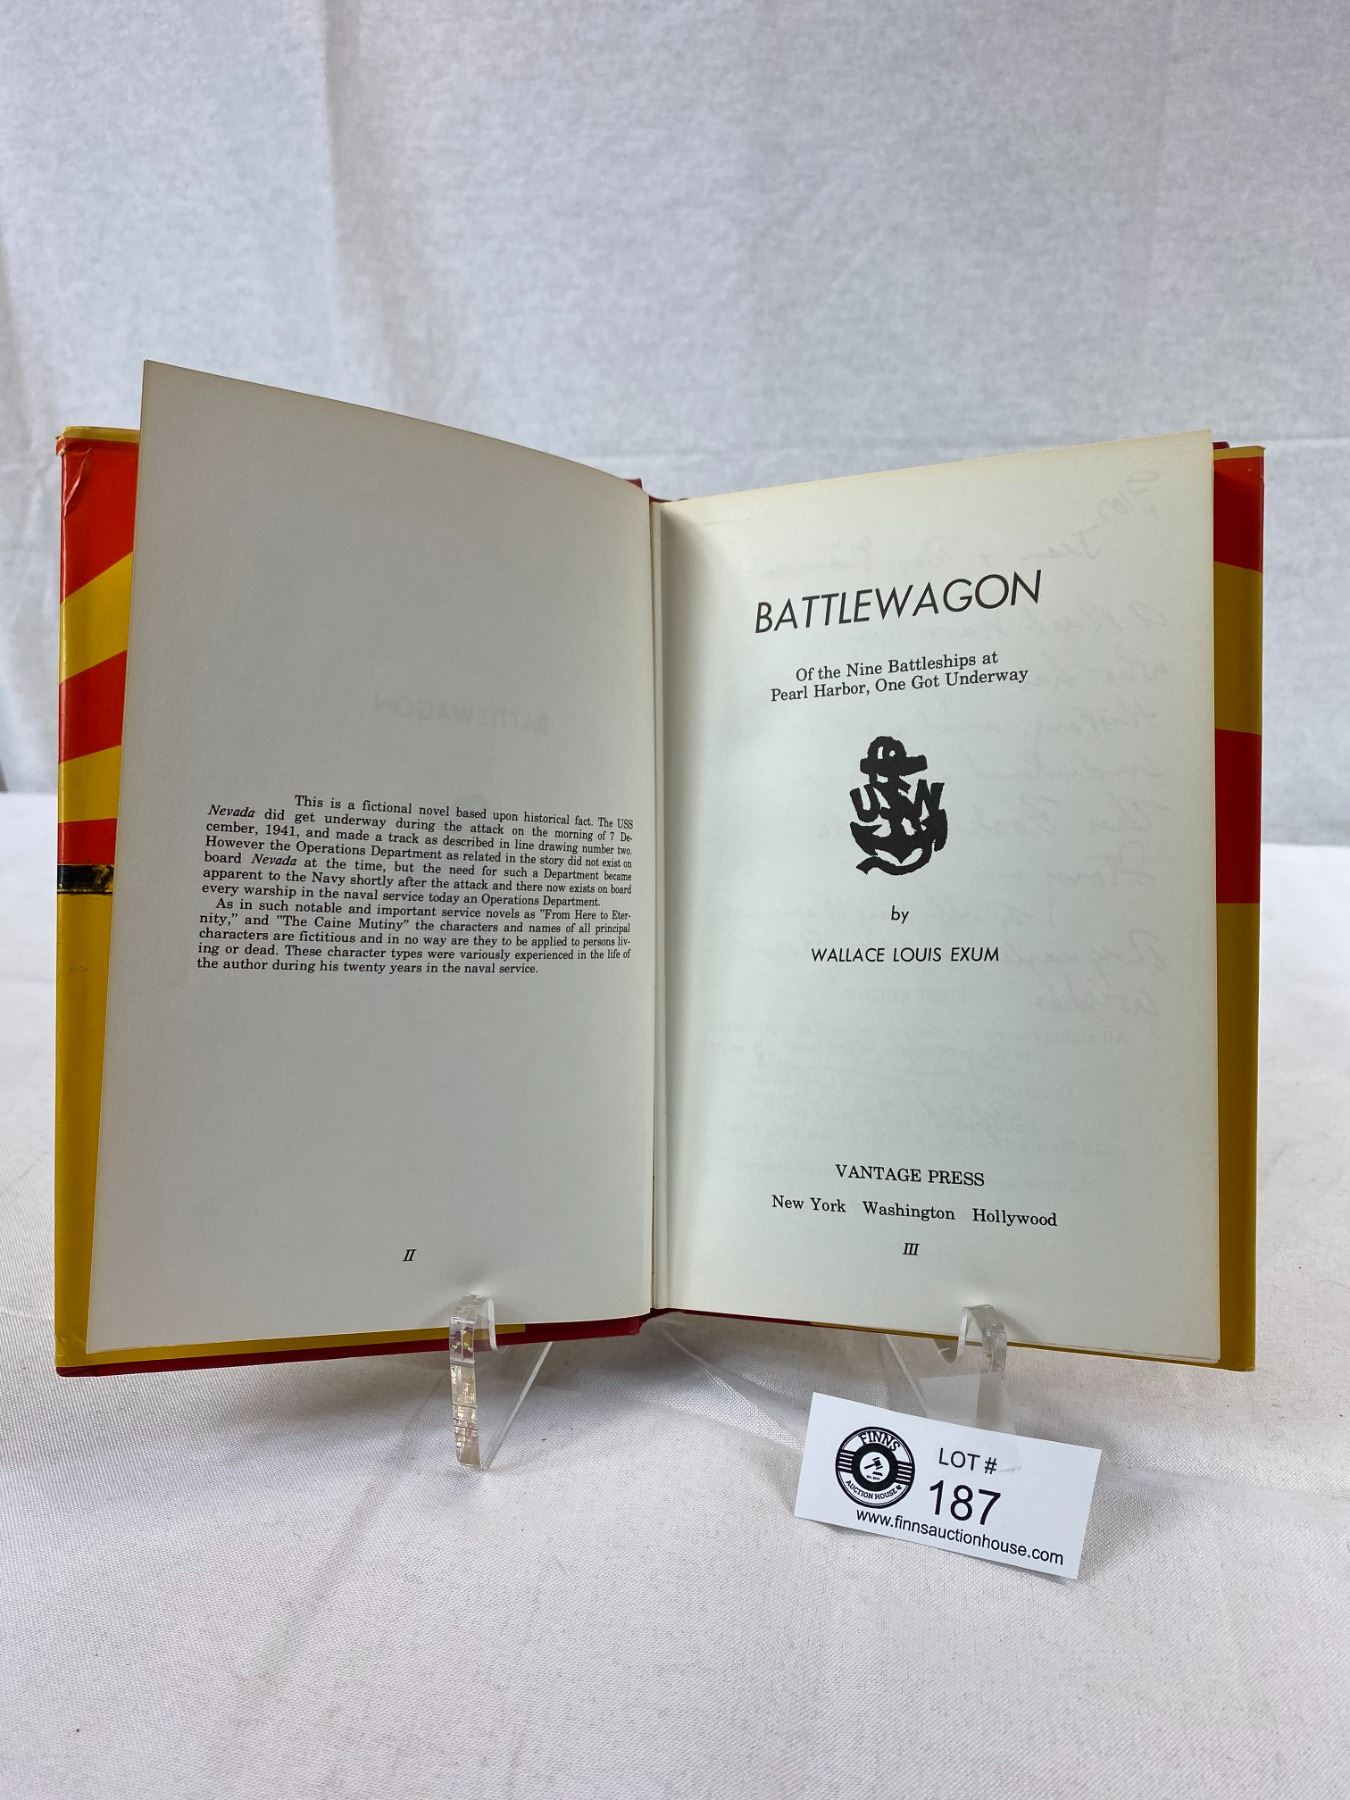 This is a fictional novel based upon historical fact. The USS
Nevada did get underway during the attack on the morning of 7 De-
cember, 1941, and made a track as described in line drawing number two.
However the Operations Department as related in the story did not exist on
board Nevada at the time, but the need for such a Department became
apparent to the Navy shortly after the attack and there now exists on board
every warship in the naval service today an Operations Department.
As in such notable and important service novels as "From Here to Eter-
nity," and "The Caine Mutiny" the characters and names of all principal
characters are fictitious and in no way are they to be applied to persons liv-
ing or dead. These character types were variously experienced in the life of
the author during his twenty years in the naval service.
II
BATTLEWAGON
Of the Nine Battleships at
Pearl Harbor, One Got Underway
USN
by
WALLACE LOUIS EXUM
VANTAGE PRESS
New York Washington Hollywood
III
FINNS
AUCTION HOUSE
LOT #
187
www.finnsauctionhouse.com